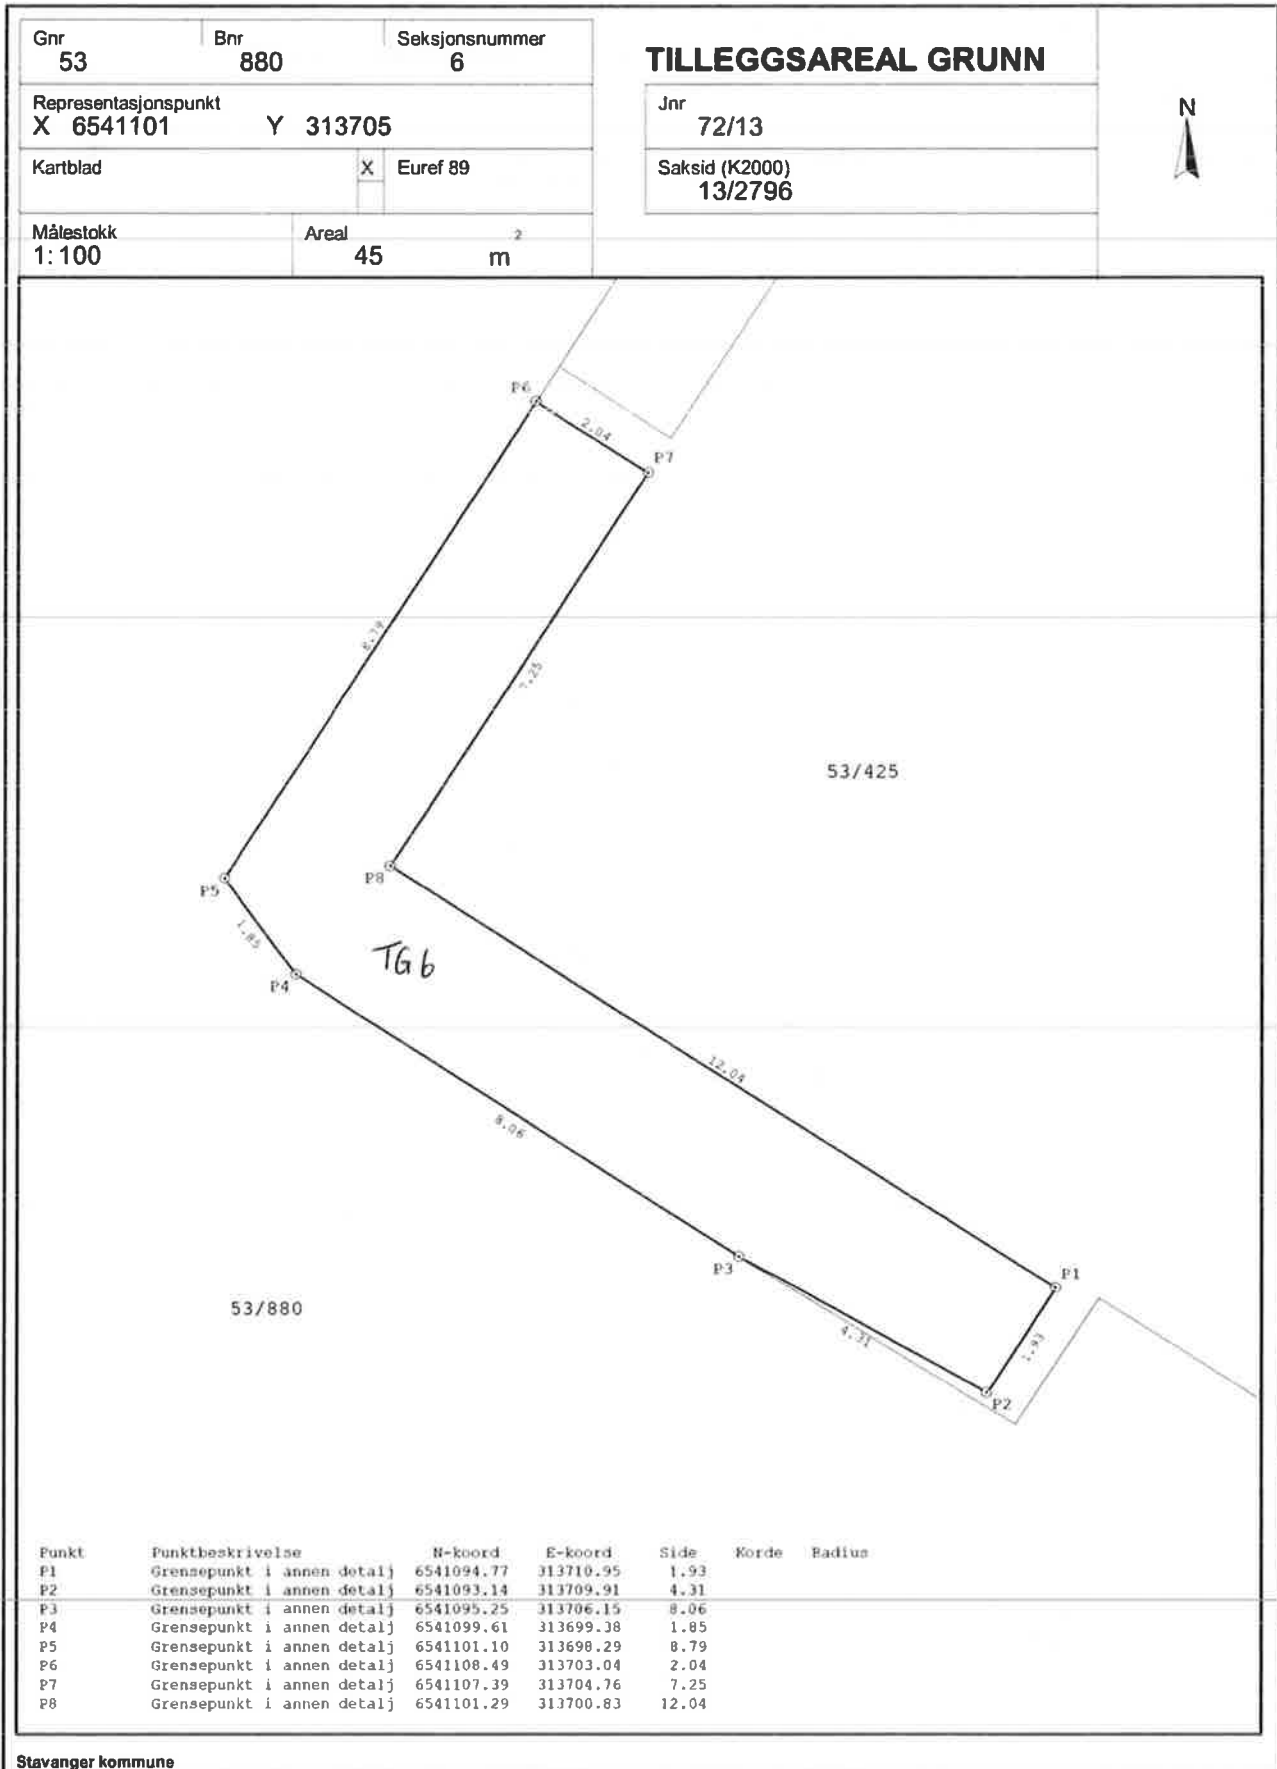 Gnr Bnr Seksjonsnummer
53 880 6
TILLEGGSAREAL GRUNN
Representasjonspunkt
X 6541101 Y 313705
Jnr
72/13
N
Kartblad X Euref 89
Saksid (K2000)
13/2796
Målestokk Areal 2
1:100 45 m
P6
2.04
P7
8.79
7.25
53/425
P8
P5
1.85
TG6
P4
12.04
8.06
P3
P1
53/880
4.31
1.93
P2
Punkt Punktbeskrivelse N-koord E-koord Side Korde Radius
P1 Grensepunkt i annen detalj 6541094.77 313710.95 1.93
P2 Grensepunkt i annen detalj 6541093.14 313709.91 4.31
P3 Grensepunkt i annen detalj 6541095.25 313706.15 8.06
P4 Grensepunkt i annen detalj 6541099.61 313699.38 1.85
P5 Grensepunkt i annen detalj 6541101.10 313698.29 8.79
P6 Grensepunkt i annen detalj 6541108.49 313703.04 2.04
P7 Grensepunkt i annen detalj 6541107.39 313704.76 7.25
P8 Grensepunkt i annen detalj 6541101.29 313700.83 12.04
Stavanger kommune